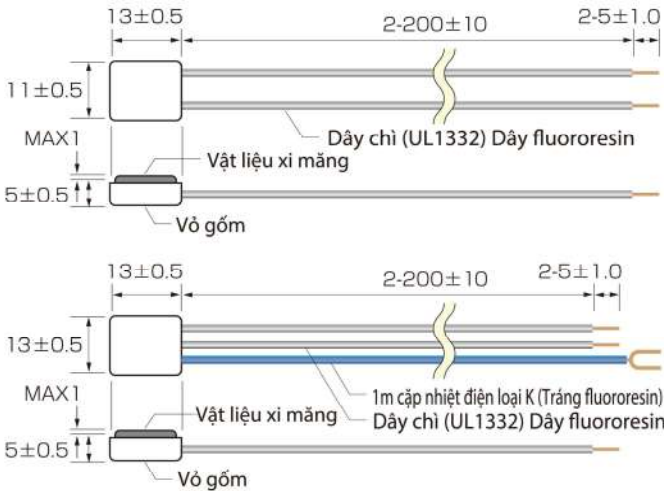 13±0.5
2-200±10
2-5±1.0
11±0.5
Dây chì (UL1332) Dây fluororesin
MAX1
Vật liệu xi măng
5±0.5
Vỏ gốm
13±0.5
2-200±10
2-5±1.0
13±0.5
1m cặp nhiệt điện loại K (Tráng fluororesin)
MAX1
Vật liệu xi măng
Dây chì (UL1332) Dây fluororesin
5±0.5
Vỏ gốm